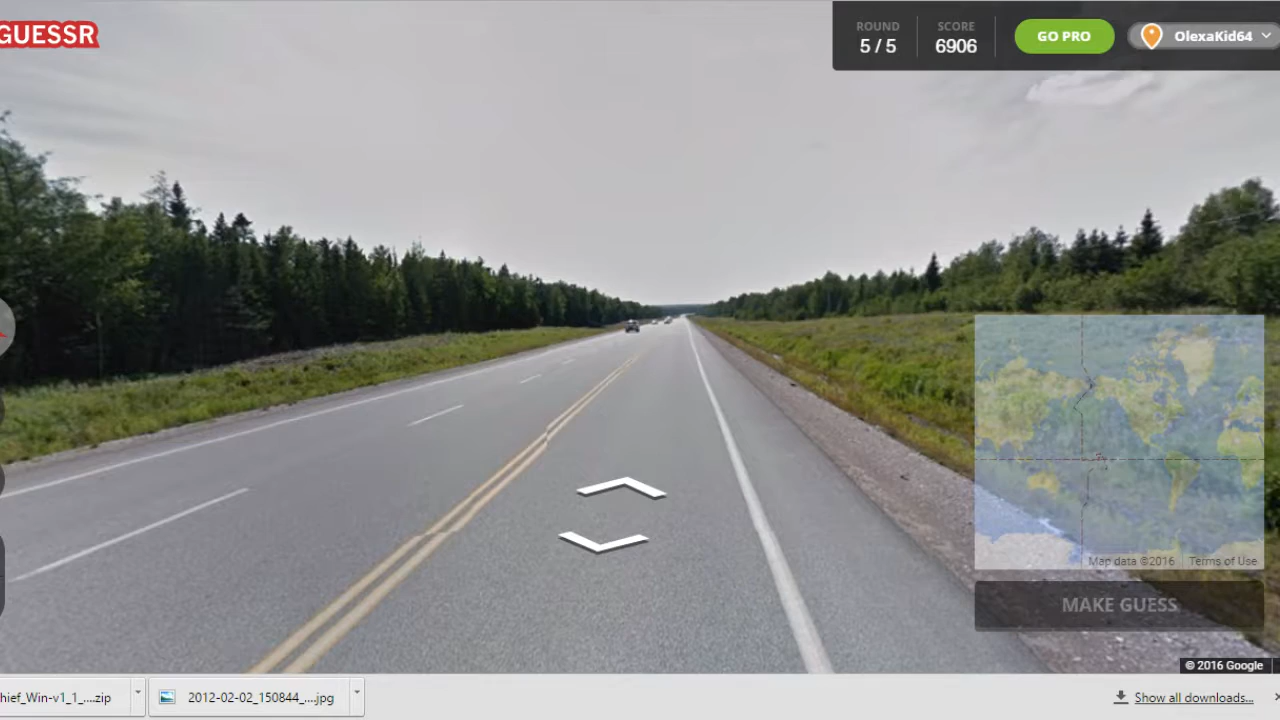 GUESSR
ROUND
5 / 5
SCORE
6906
GO PRO
OlexaKid64
Map data ©2016
Terms of Use
MAKE GUESS
© 2016 Google
hief_Win-v1_1_....zip
2012-02-02_150844_....jpg
Show all downloads...